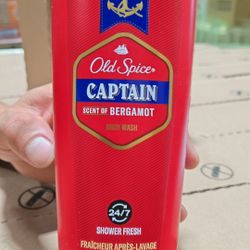 Old Spice
CAPTAIN
SCENT OF BERGAMOT
BODY WASH
24/7
SHOWER FRESH
FRAÎCHEUR APRÈS-LAVAGE